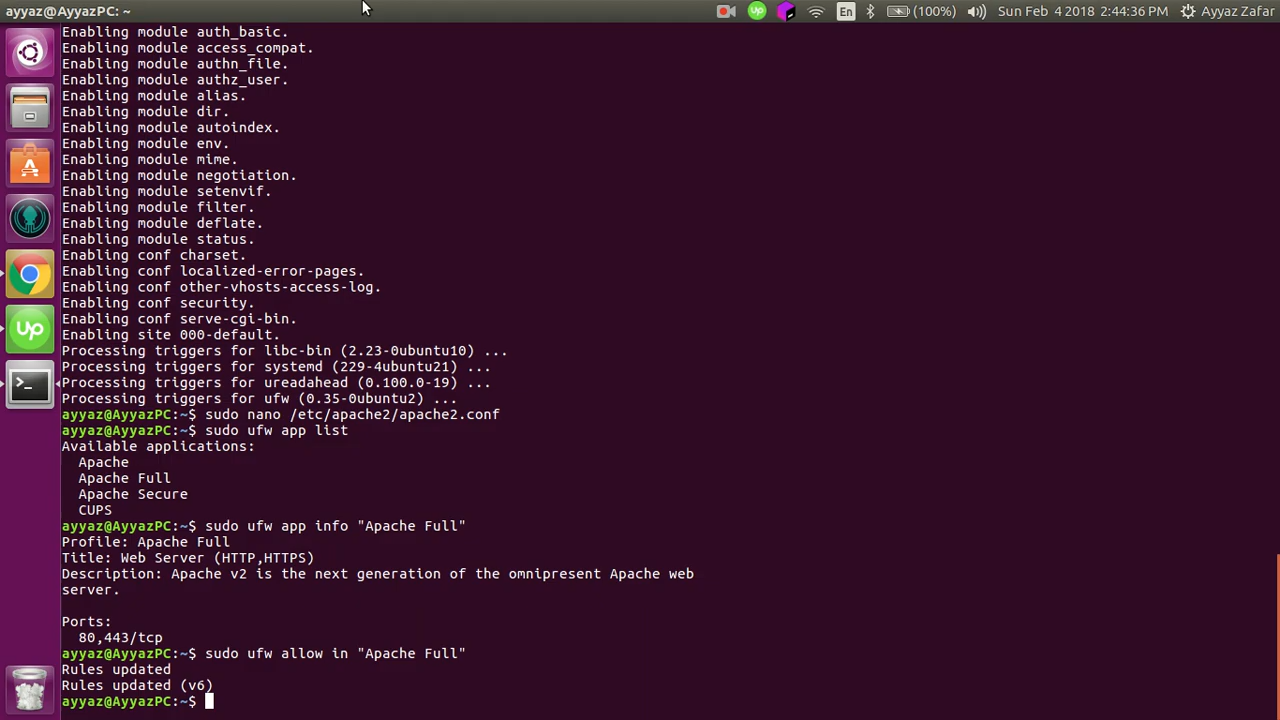 ayyaz@AyyazPC: ~
En
(100%)
Sun Feb 4 2018 2:44:36 PM
Ayyaz Zafar
Enabling module auth_basic.
Enabling module access_compat.
Enabling module authn_file.
Enabling module authz_user.
Enabling module alias.
Enabling module dir.
Enabling module autoindex.
Enabling module env.
Enabling module mime.
Enabling module negotiation.
Enabling module setenvif.
Enabling module filter.
Enabling module deflate.
Enabling module status.
Enabling conf charset.
Enabling conf localized-error-pages.
Enabling conf other-vhosts-access-log.
Enabling conf security.
Enabling conf serve-cgi-bin.
Enabling site 000-default.
Processing triggers for libc-bin (2.23-0ubuntu10) ...
Processing triggers for systemd (229-4ubuntu21) ...
Processing triggers for ureadahead (0.100.0-19) ...
Processing triggers for ufw (0.35-0ubuntu2) ...
ayyaz@AyyazPC:~$ sudo nano /etc/apache2/apache2.conf
ayyaz@AyyazPC:~$ sudo ufw app list
Available applications:
  Apache
  Apache Full
  Apache Secure
  CUPS
ayyaz@AyyazPC:~$ sudo ufw app info "Apache Full"
Profile: Apache Full
Title: Web Server (HTTP,HTTPS)
Description: Apache v2 is the next generation of the omnipresent Apache web
server.
Ports:
  80,443/tcp
ayyaz@AyyazPC:~$ sudo ufw allow in "Apache Full"
Rules updated
Rules updated (v6)
ayyaz@AyyazPC:~$